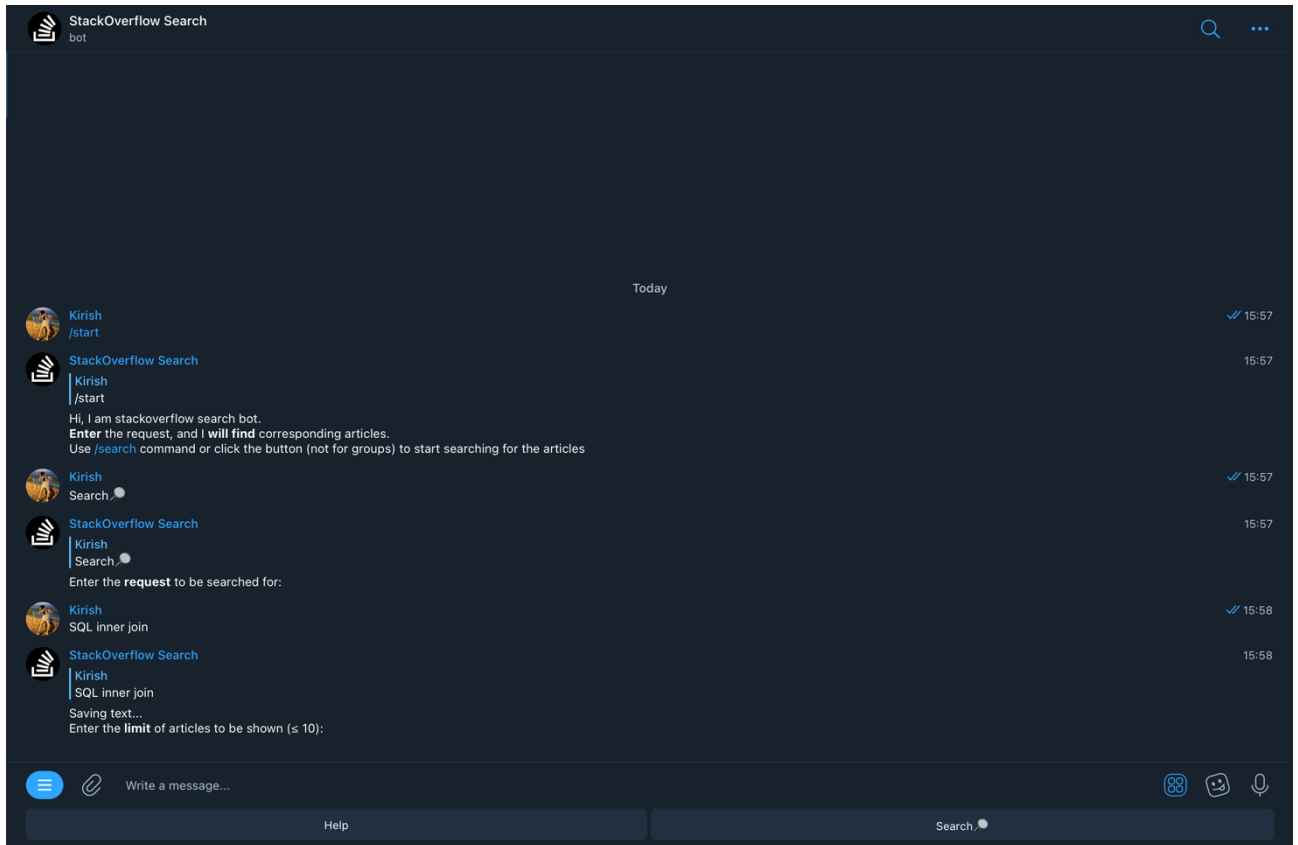 StackOverflow Search
bot
Today
Kirish
15:57
/start
StackOverflow Search
15:57
Kirish
/start
Hi, I am stackoverflow search bot.
Enter the request, and I will find corresponding articles.
Use /search command or click the button (not for groups) to start searching for the articles
Kirish
15:57
Search🔎
StackOverflow Search
15:57
Kirish
Search🔎
Enter the request to be searched for:
Kirish
15:58
SQL inner join
StackOverflow Search
15:58
Kirish
SQL inner join
Saving text...
Enter the limit of articles to be shown (≤ 10):
Write a message...
Help
Search🔎